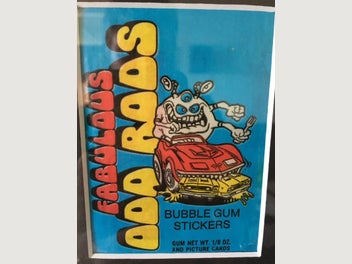 FABULOUS
ODD RODS
BUBBLE GUM
STICKERS
GUM NET WT. 1/8 OZ.
AND PICTURE CARDS